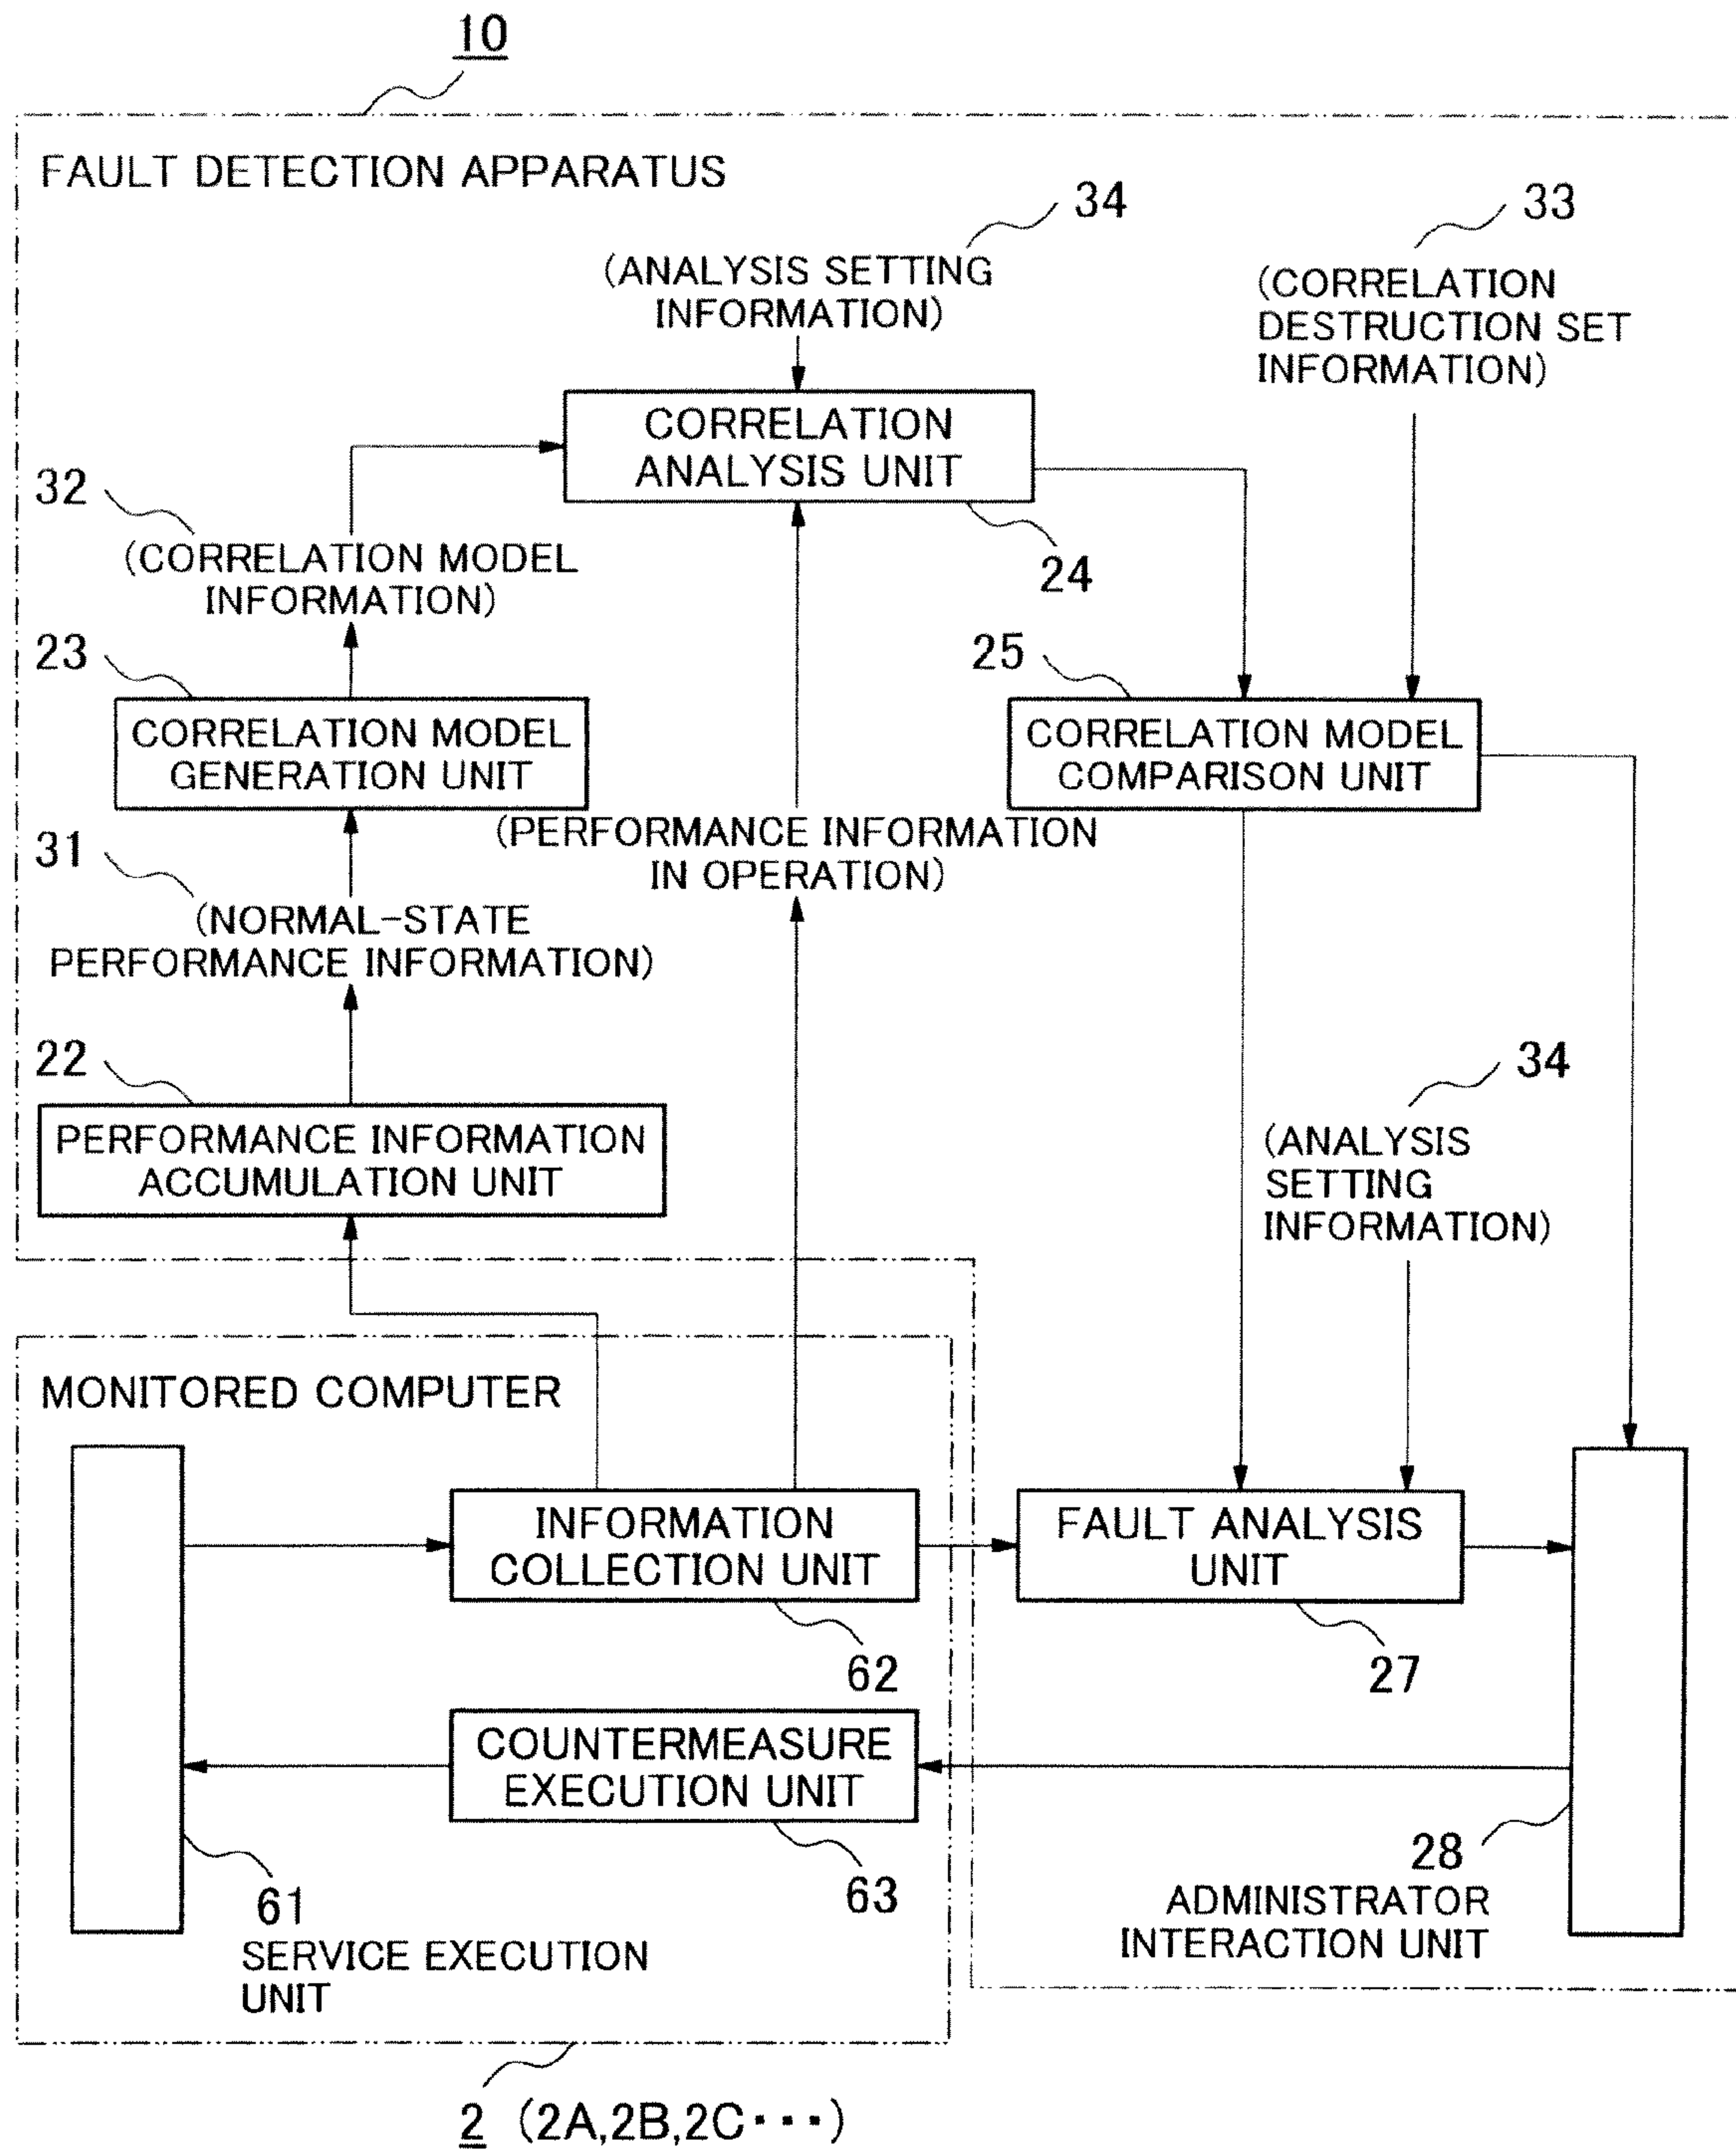 10
FAULT DETECTION APPARATUS
34
33
(ANALYSIS SETTING
INFORMATION)
(CORRELATION
DESTRUCTION SET
INFORMATION)
CORRELATION
ANALYSIS UNIT
32
24
(CORRELATION MODEL
INFORMATION)
23
25
CORRELATION MODEL
GENERATION UNIT
CORRELATION MODEL
COMPARISON UNIT
31
(PERFORMANCE INFORMATION
IN OPERATION)
(NORMAL-STATE
PERFORMANCE INFORMATION)
22
34
PERFORMANCE INFORMATION
ACCUMULATION UNIT
(ANALYSIS
SETTING
INFORMATION)
MONITORED COMPUTER
INFORMATION
COLLECTION UNIT
FAULT ANALYSIS
UNIT
62
27
COUNTERMEASURE
EXECUTION UNIT
63
28
ADMINISTRATOR
INTERACTION UNIT
61
SERVICE EXECUTION
UNIT
2 (2A,2B,2C・・・)